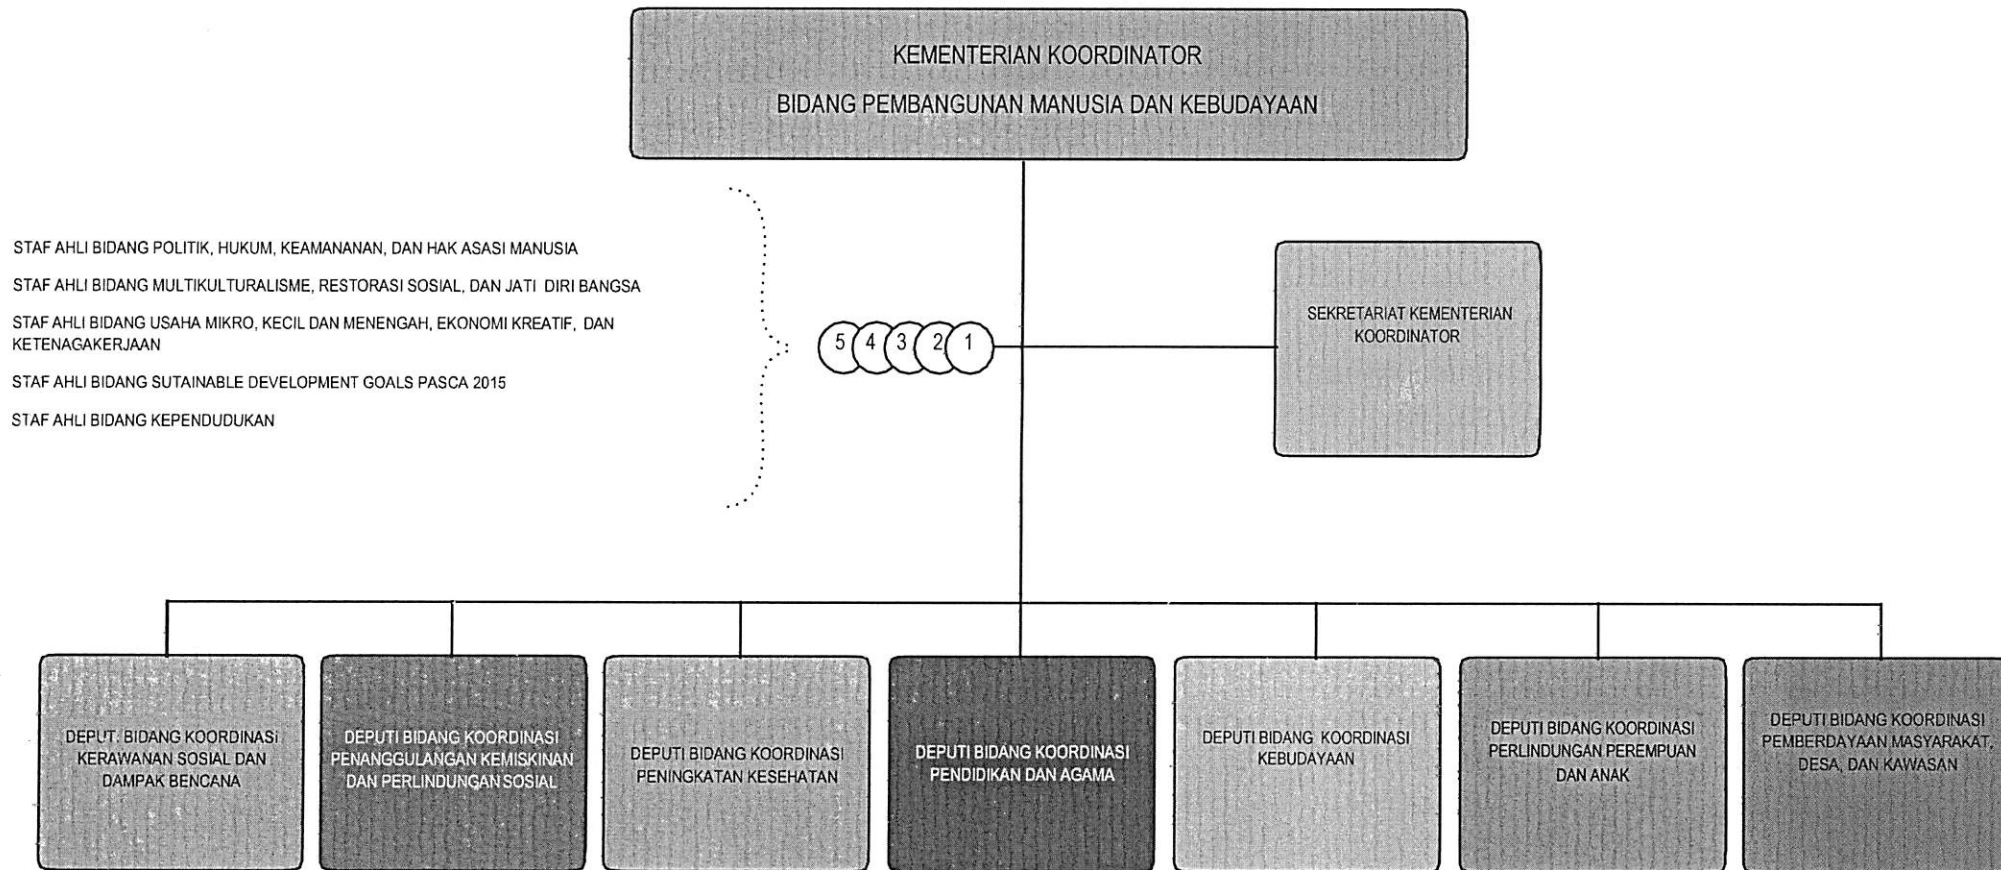 KEMENTERIAN KOORDINATOR
BIDANG PEMBANGUNAN MANUSIA DAN KEBUDAYAAN
STAF AHLI BIDANG POLITIK, HUKUM, KEAMANANAN, DAN HAK ASASI MANUSIA
STAF AHLI BIDANG MULTIKULTURALISME, RESTORASI SOSIAL, DAN JATI DIRI BANGSA
STAF AHLI BIDANG USAHA MIKRO, KECIL DAN MENENGAH, EKONOMI KREATIF, DAN
KETENAGAKERJAAN
STAF AHLI BIDANG SUTAINABLE DEVELOPMENT GOALS PASCA 2015
STAF AHLI BIDANG KEPENDUDUKAN
5 4 3 2 1
SEKRETARIAT KEMENTERIAN
KOORDINATOR
DEPUT. BIDANG KOORDINASI
KERAWANAN SOSIAL DAN
DAMPAK BENCANA
DEPUTI BIDANG KOORDINASI
PENANGGULANGAN KEMISKINAN
DAN PERLINDUNGAN SOSIAL
DEPUTI BIDANG KOORDINASI
PENINGKATAN KESEHATAN
DEPUTI BIDANG KOORDINASI
PENDIDIKAN DAN AGAMA
DEPUTI BIDANG KOORDINASI
KEBUDAYAAN
DEPUTI BIDANG KOORDINASI
PERLINDUNGAN PEREMPUAN
DAN ANAK
DEPUTI BIDANG KOORDINASI
PEMBERDAYAAN MASYARAKAT,
DESA, DAN KAWASAN